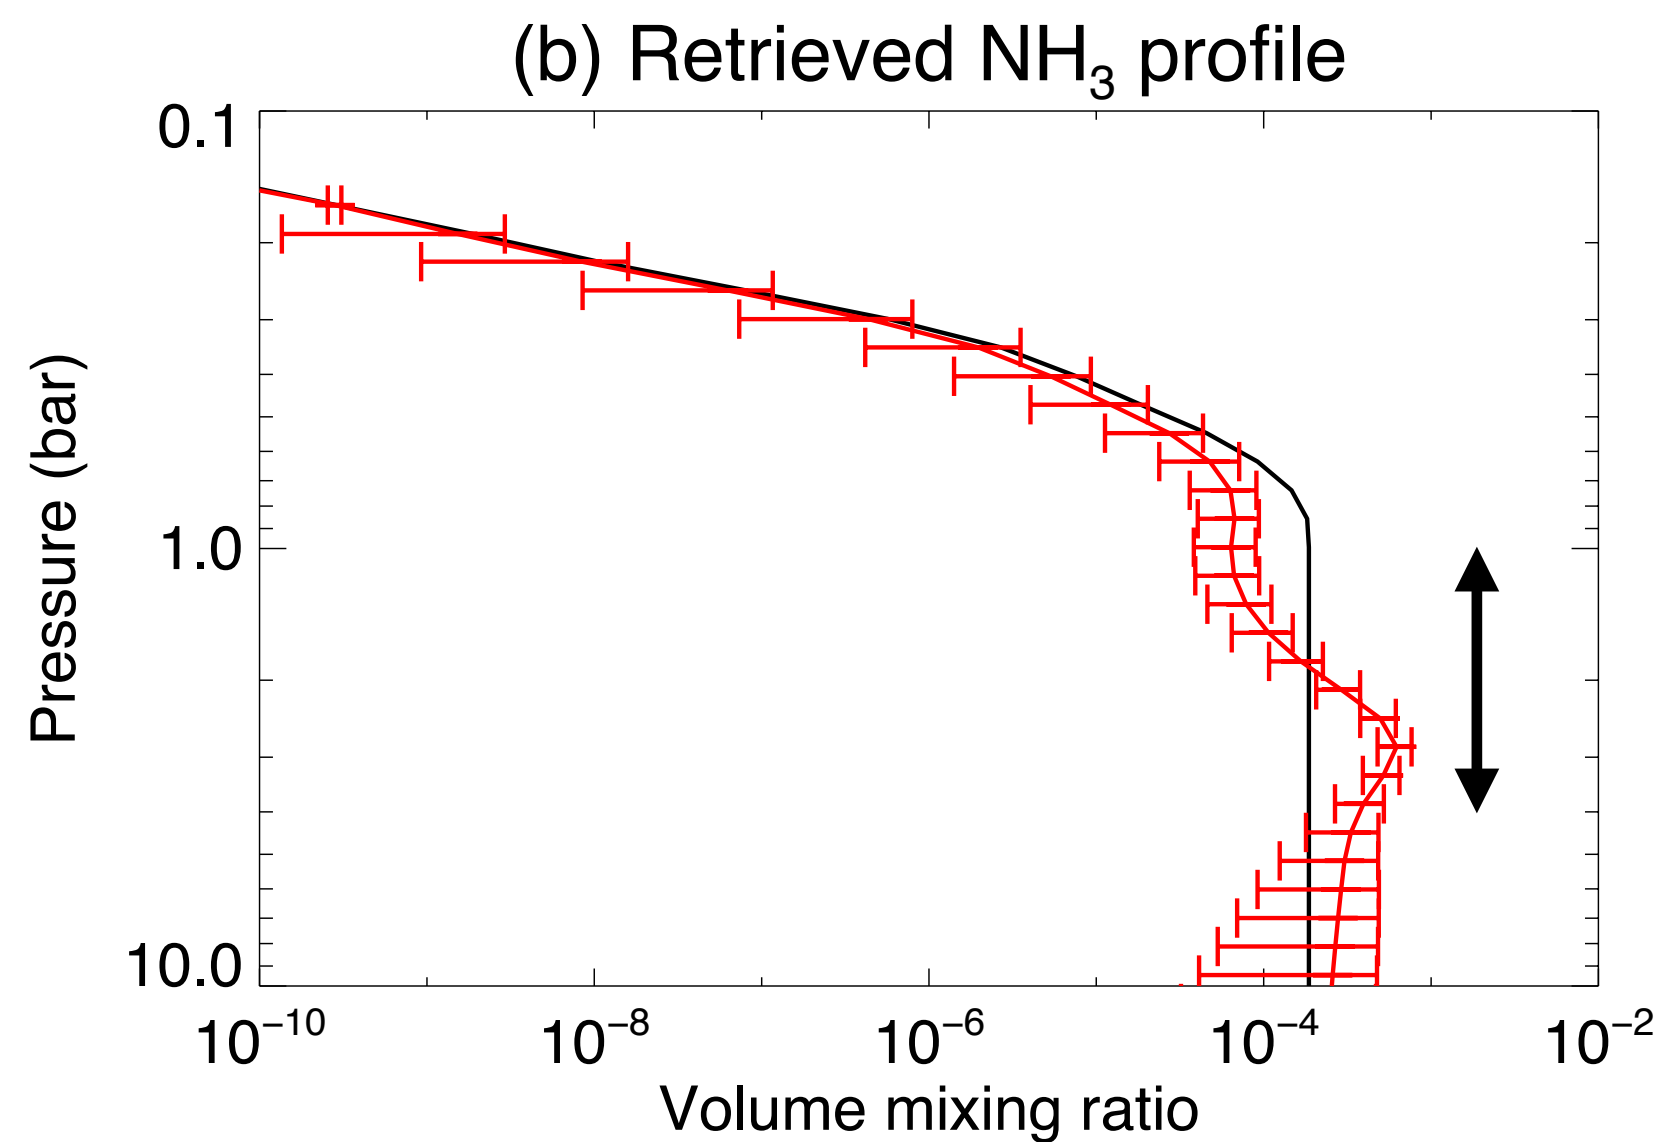 (b) Retrieved NH₃ profile
0.1
1.0
10.0
Pressure (bar)
10⁻¹⁰ 10⁻⁸ 10⁻⁶ 10⁻⁴ 10⁻²
Volume mixing ratio